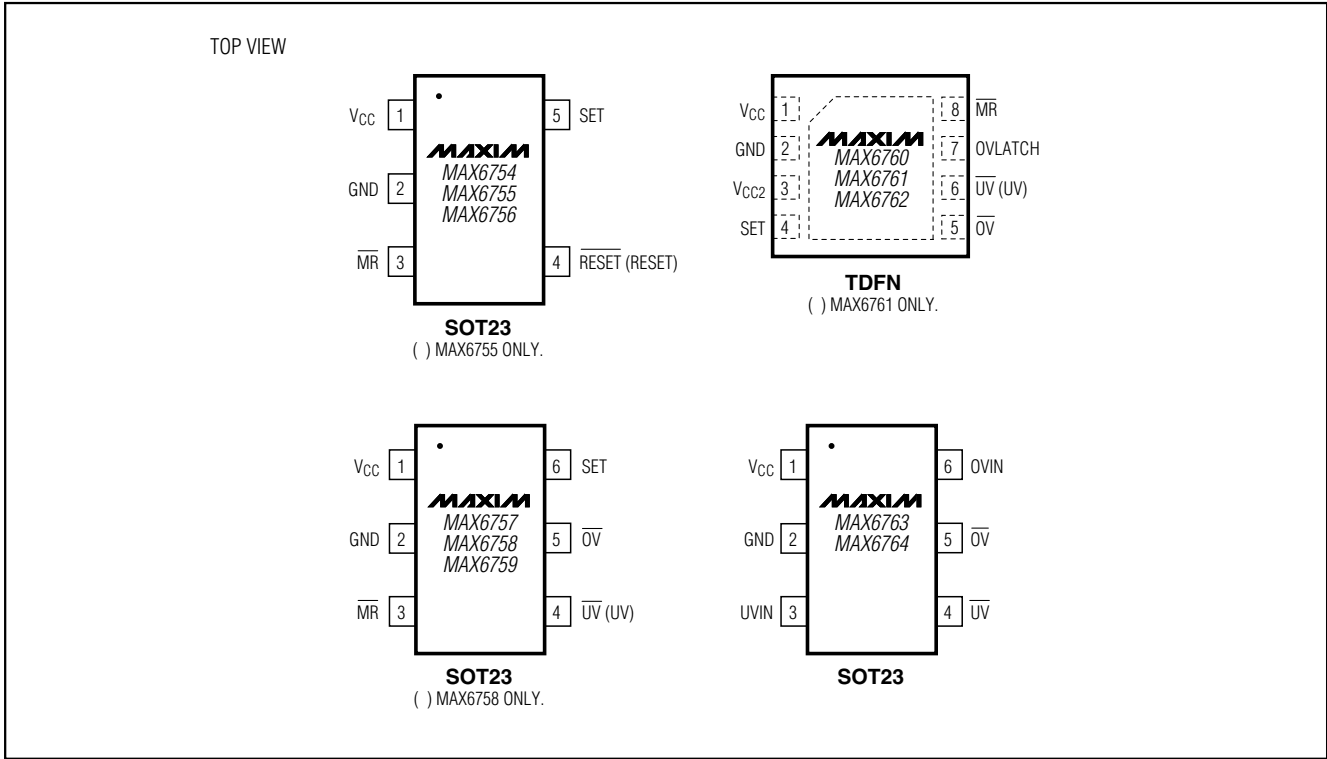 TOP VIEW
VCC 1
GND 2
MR 3
5 SET
4 RESET (RESET)
MAXIM
MAX6754
MAX6755
MAX6756
SOT23
( ) MAX6755 ONLY.
VCC 1
GND 2
VCC2 3
SET 4
8 MR
7 OVLATCH
6 UV (UV)
5 OV
MAXIM
MAX6760
MAX6761
MAX6762
TDFN
( ) MAX6761 ONLY.
VCC 1
GND 2
MR 3
6 SET
5 OV
4 UV (UV)
MAXIM
MAX6757
MAX6758
MAX6759
SOT23
( ) MAX6758 ONLY.
VCC 1
GND 2
UVIN 3
6 OVIN
5 OV
4 UV
MAXIM
MAX6763
MAX6764
SOT23